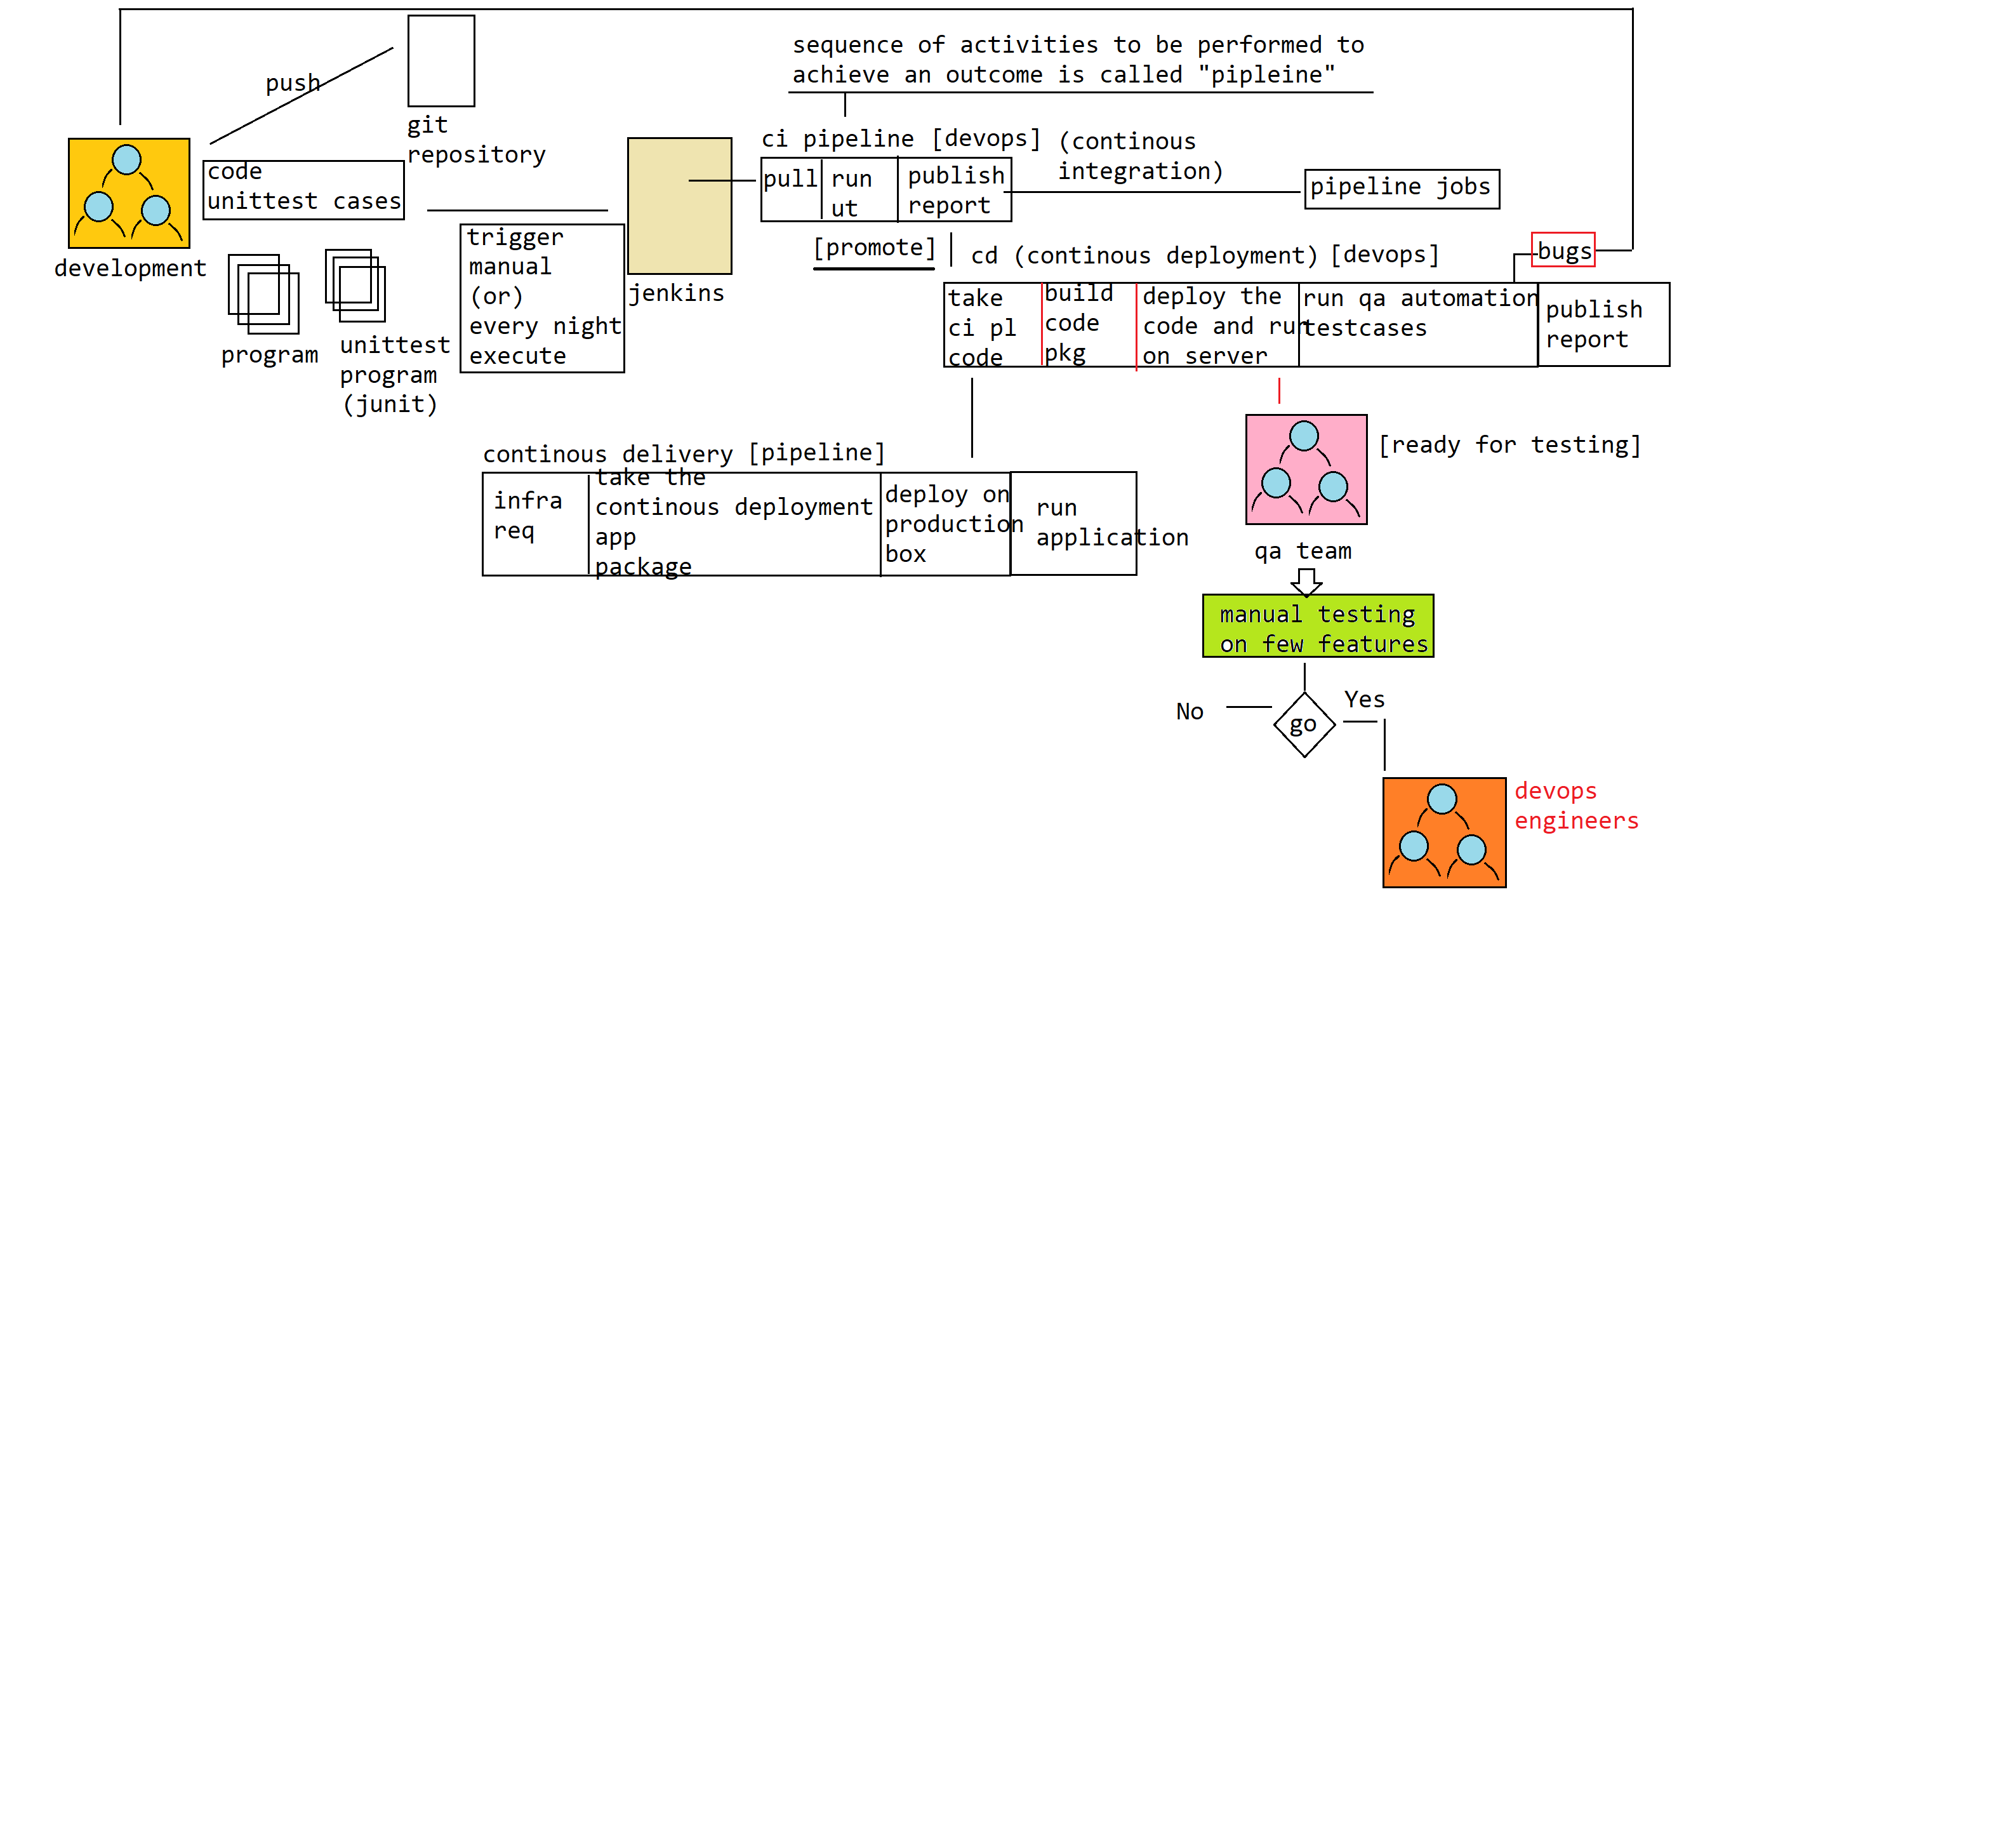 sequence of activities to be performed to
achieve an outcome is called "pipleine"
push
git
repository
ci pipeline [devops]
(continous
integration)
code
unittest cases
pull
run
ut
publish
report
pipeline jobs
development
trigger
manual
(or)
every night
execute
jenkins
[promote]
cd (continous deployment) [devops]
bugs
program
unittest
program
(junit)
take
ci pl
code
build
code
pkg
deploy the
code and run
on server
run qa automation
testcases
publish
report
continous delivery [pipeline]
infra
req
take the
continous deployment
app
package
deploy on
production
box
run
application
[ready for testing]
qa team
manual testing
on few features
No
go
Yes
devops
engineers